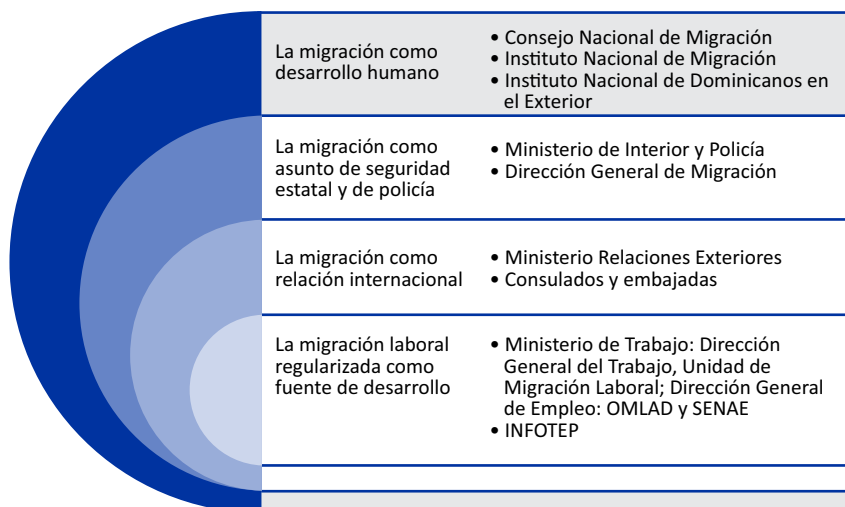 La migración como
desarrollo humano
• Consejo Nacional de Migración
• Instituto Nacional de Migración
• Instituto Nacional de Dominicanos en
el Exterior
La migración como
asunto de seguridad
estatal y de policía
• Ministerio de Interior y Policía
• Dirección General de Migración
La migración como
relación internacional
• Ministerio Relaciones Exteriores
• Consulados y embajadas
La migración laboral
regularizada como
fuente de desarrollo
• Ministerio de Trabajo: Dirección
General del Trabajo, Unidad de
Migración Laboral; Dirección General
de Empleo: OMLAD y SENAE
• INFOTEP